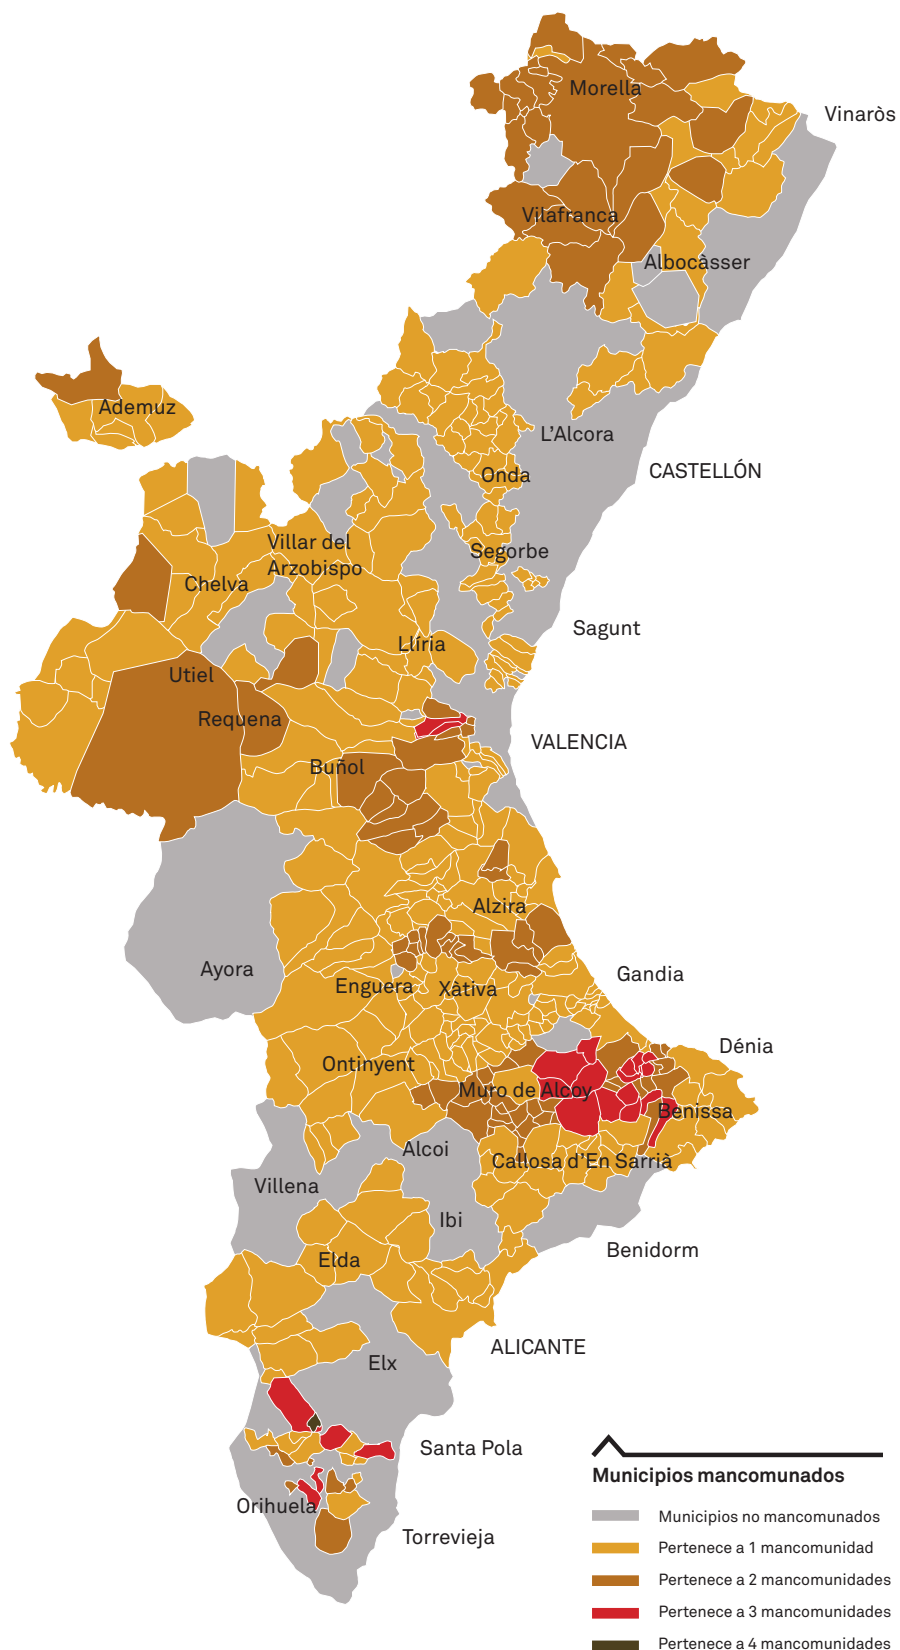 Morella
Vinaròs
Vilafranca
Albocàsser
Ademuz
L'Alcora
CASTELLÓN
Onda
Villar del
Arzobispo
Segorbe
Chelva
Sagunt
Llíria
Utiel
Requena
VALENCIA
Buñol
Alzira
Ayora
Gandia
Enguera
Xàtiva
Dénia
Ontinyent
Muro de Alcoy
Benissa
Alcoi
Callosa d'En Sarrià
Villena
Ibi
Benidorm
Elda
ALICANTE
Elx
Santa Pola
Orihuela
Torrevieja
Municipios mancomunados
Municipios no mancomunados
Pertenece a 1 mancomunidad
Pertenece a 2 mancomunidades
Pertenece a 3 mancomunidades
Pertenece a 4 mancomunidades